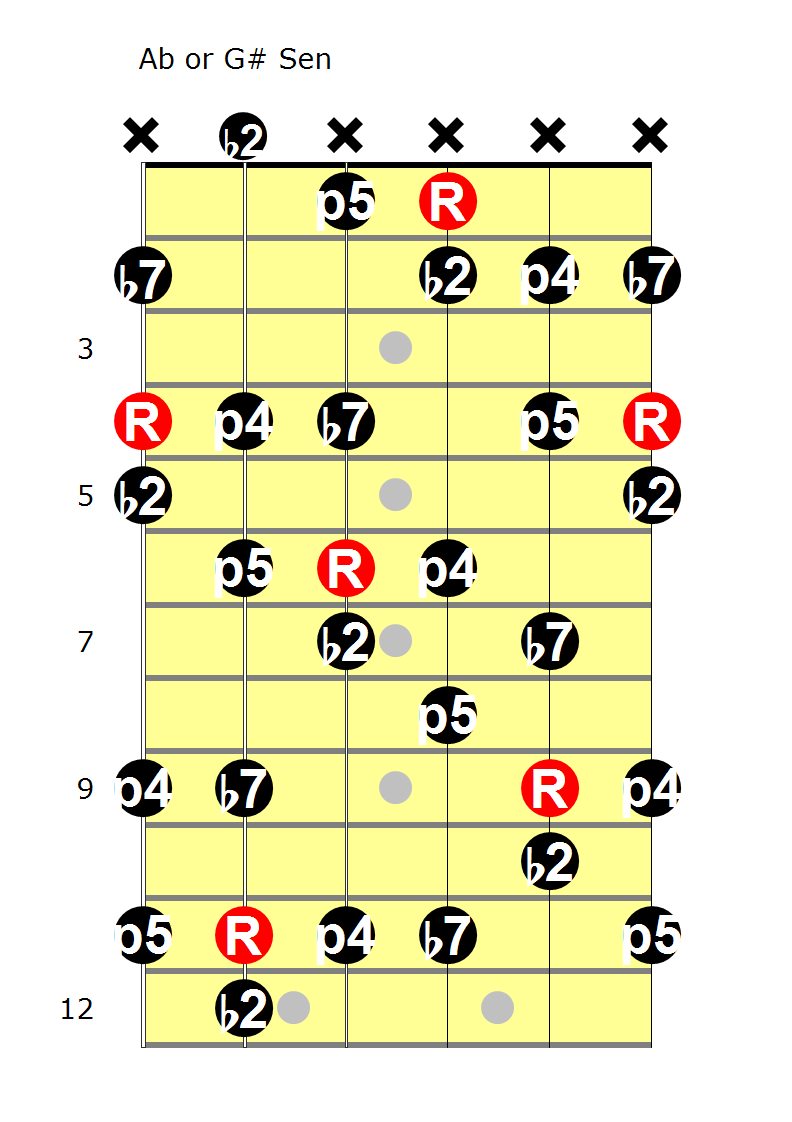 Ab or G# Sen
× ♭2 × × × ×
p5 R
♭7 ♭2 p4 ♭7
3
R p4 ♭7 p5 R
5 ♭2 ♭2
p5 R p4
7 ♭2 ♭7
p5
9 p4 ♭7 R p4
♭2
p5 R p4 ♭7 p5
12 ♭2